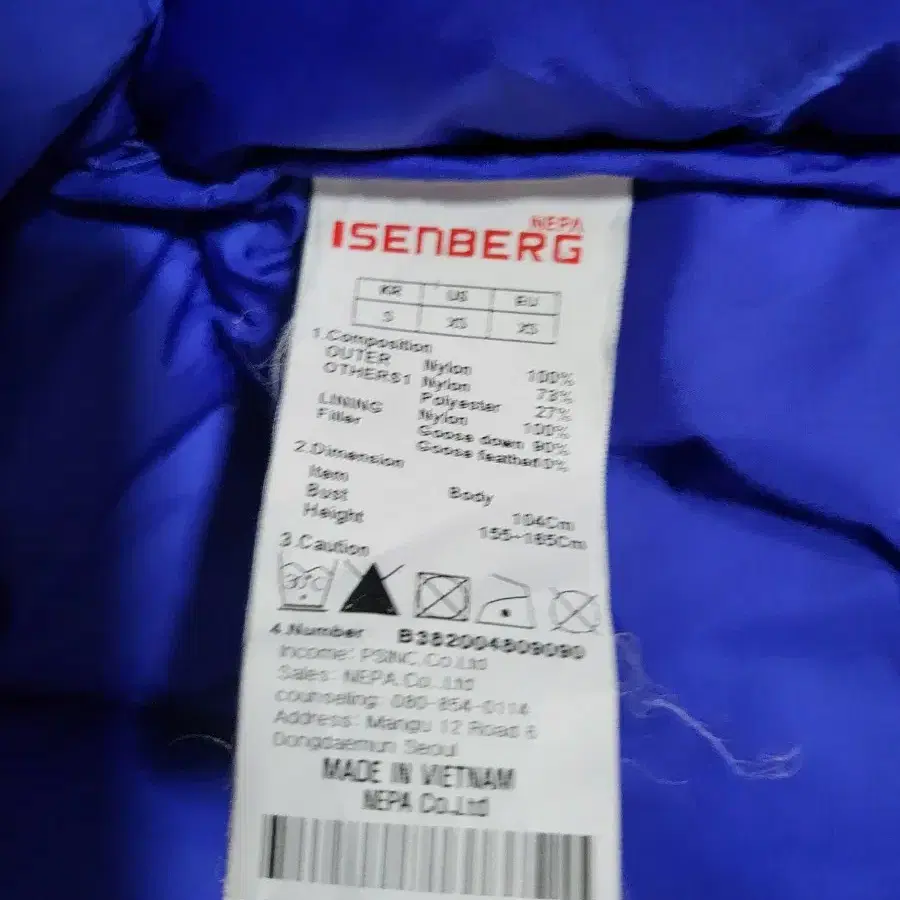 NEPA
ISENBERG
KR US EU
S XS XS
1.Composition
OUTER Nylon 100%
OTHERS1 Nylon 73%
Polyester 27%
LINING Nylon 100%
Filler Goose down 90%
Goose feather 10%
2.Dimension
Item Body
Bust 104Cm
Height 155~165Cm
3.Caution
30℃
4.Number B382004809090
Income: PSINC.Co.Ltd
Sales: NEPA.Co.,Ltd
counseling: 080-854-0114
Address: Mangu 12 Road 6
Dongdaemun Seoul
MADE IN VIETNAM
NEPA Co.Ltd